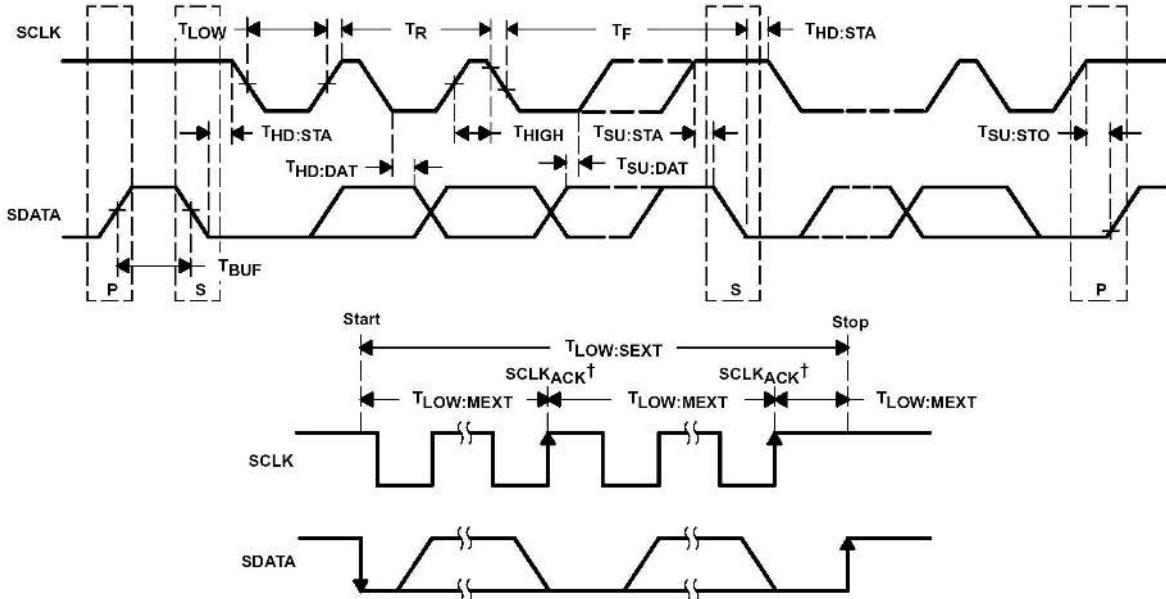 SCLK TLOW TR TF THD:STA
THD:STA THIGH TSU:STA TSU:STO
THD:DAT TSU:DAT
SDATA
TBUF
P S S P
Start Stop
TLOW:SEXT
SCLKACK† SCLKACK†
TLOW:MEXT TLOW:MEXT TLOW:MEXT
SCLK
SDATA